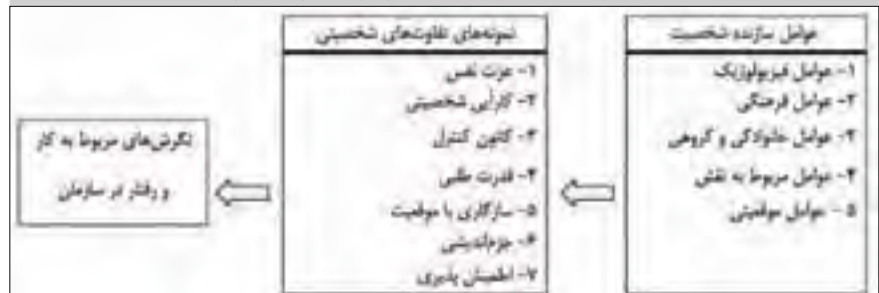 عوامل سازنده شخصیت
۱- عوامل فیزیولوژیک
۲- عوامل فرهنگی
۳- عوامل خانوادگی و گروهی
۴- عوامل مربوط به نقش
۵- عوامل موقعیتی
نمونه‌های تفاوت‌های شخصیتی
۱- عزت نفس
۲- کارآیی شخصیتی
۳- کانون کنترل
۴- قدرت طلبی
۵- سازگاری با موقعیت
۶- جزم‌اندیشی
۷- اطمینان پذیری
نگرش‌های مربوط به کار
و رفتار در سازمان